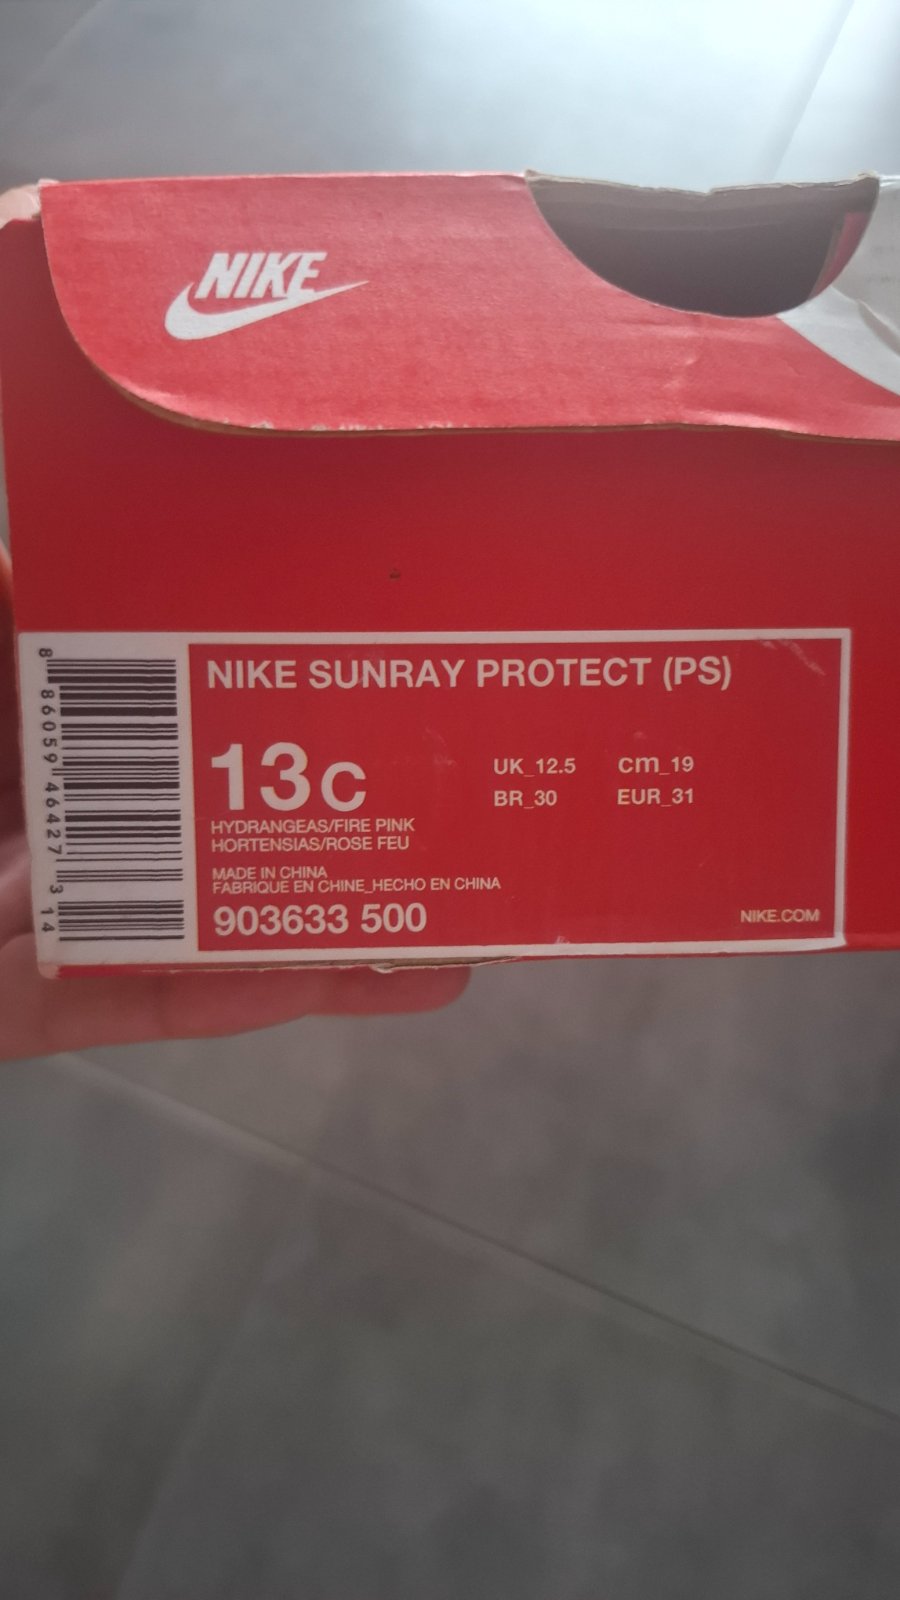 NIKE
NIKE SUNRAY PROTECT (PS)
13C
UK_12.5 cm_19
BR_30 EUR_31
HYDRANGEAS/FIRE PINK
HORTENSIAS/ROSE FEU
MADE IN CHINA
FABRIQUE EN CHINE_HECHO EN CHINA
903633 500
NIKE.COM
8 86059 46427 3 14